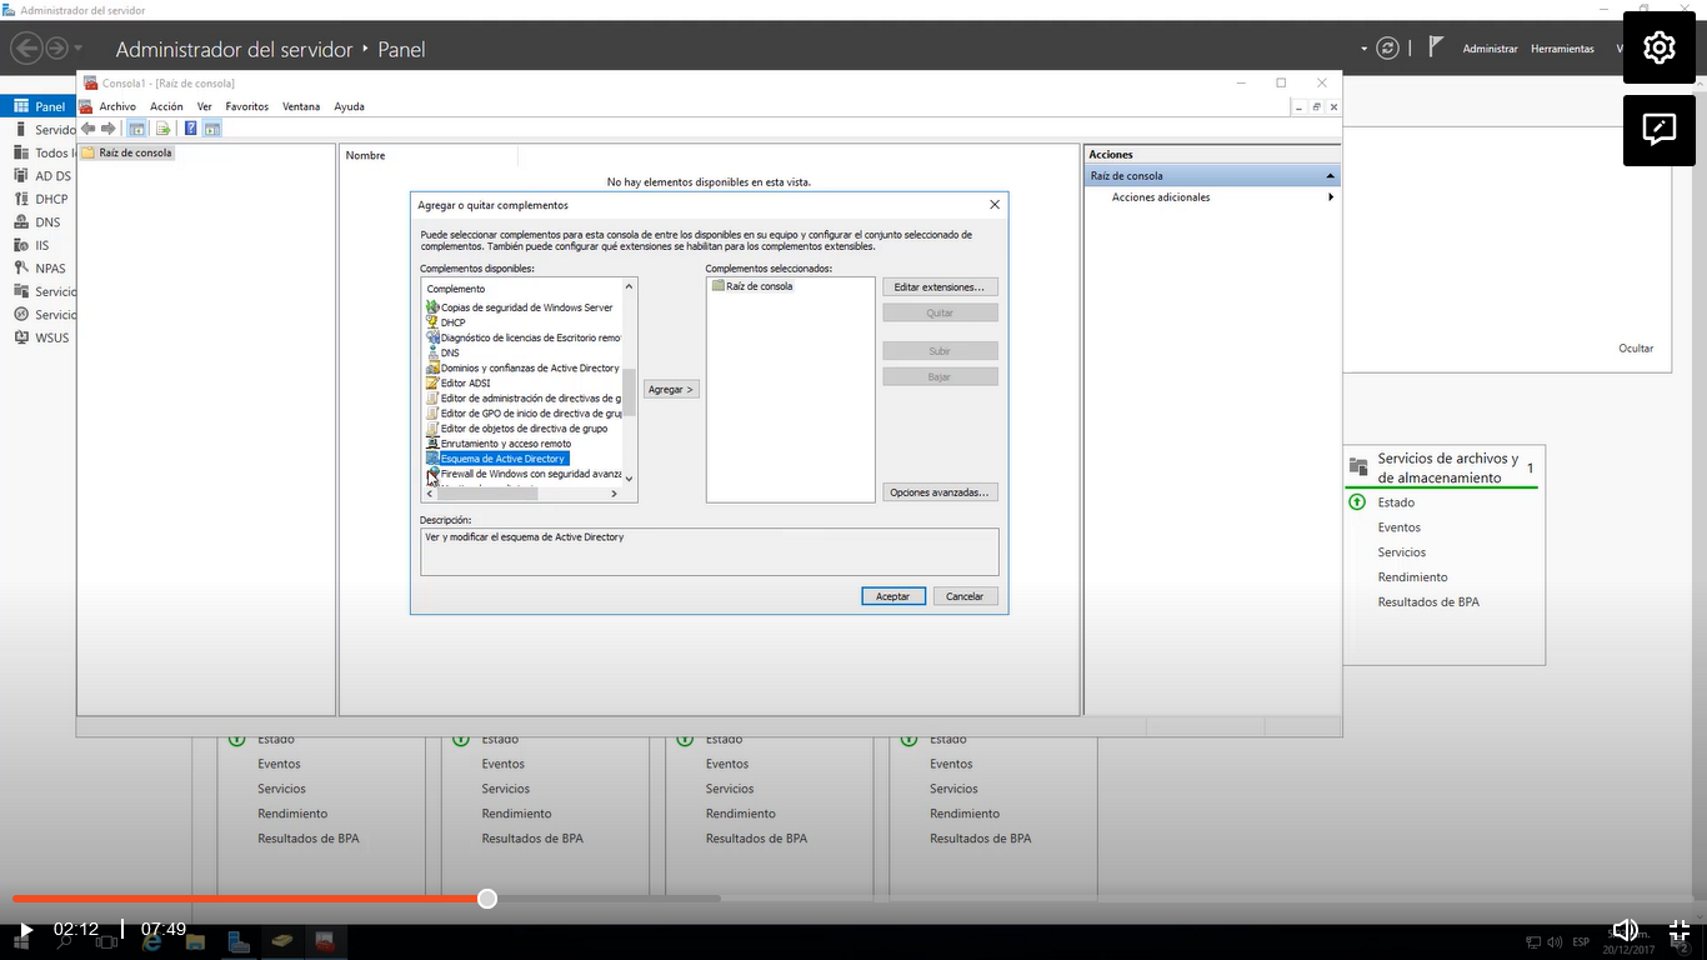 Administrador del servidor
Administrador del servidor ‣ Panel
Administrar
Herramientas
Consola1 - [Raíz de consola]
Archivo Acción Ver Favoritos Ventana Ayuda
Panel
AD DS
DHCP
DNS
IIS
NPAS
WSUS
Raíz de consola
Nombre
No hay elementos disponibles en esta vista.
Acciones
Raíz de consola
Acciones adicionales
Agregar o quitar complementos
Puede seleccionar complementos para esta consola de entre los disponibles en su equipo y configurar el conjunto seleccionado de
complementos. También puede configurar qué extensiones se habilitan para los complementos extensibles.
Complementos disponibles:
Complemento
Copias de seguridad de Windows Server
DHCP
Diagnóstico de licencias de Escritorio remo
DNS
Dominios y confianzas de Active Directory
Editor ADSI
Editor de administración de directivas de g
Editor de GPO de inicio de directiva de gru
Editor de objetos de directiva de grupo
Enrutamiento y acceso remoto
Esquema de Active Directory
Firewall de Windows con seguridad avanza
Agregar >
Complementos seleccionados:
Raíz de consola
Editar extensiones...
Quitar
Subir
Bajar
Opciones avanzadas...
Descripción:
Ver y modificar el esquema de Active Directory
Aceptar
Cancelar
Ocultar
Servicios de archivos y
de almacenamiento
1
Estado
Eventos
Servicios
Rendimiento
Resultados de BPA
Estado Estado Estado Estado
Eventos Eventos Eventos Eventos
Servicios Servicios Servicios Servicios
Rendimiento Rendimiento Rendimiento Rendimiento
Resultados de BPA Resultados de BPA Resultados de BPA Resultados de BPA
02:12 | 07:49
ESP
20/12/2017